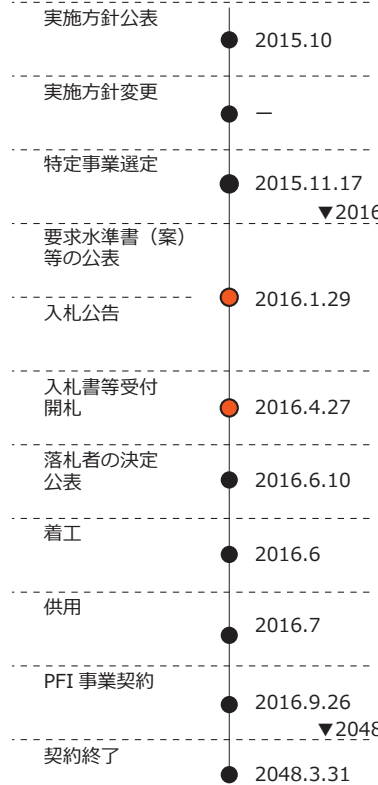 実施方針公表
2015.10
実施方針変更
―
特定事業選定
2015.11.17
▼2016
要求水準書（案）
等の公表
2016.1.29
入札公告
入札書等受付
開札
2016.4.27
落札者の決定
公表
2016.6.10
着工
2016.6
供用
2016.7
PFI 事業契約
2016.9.26
▼2048
契約終了
2048.3.31